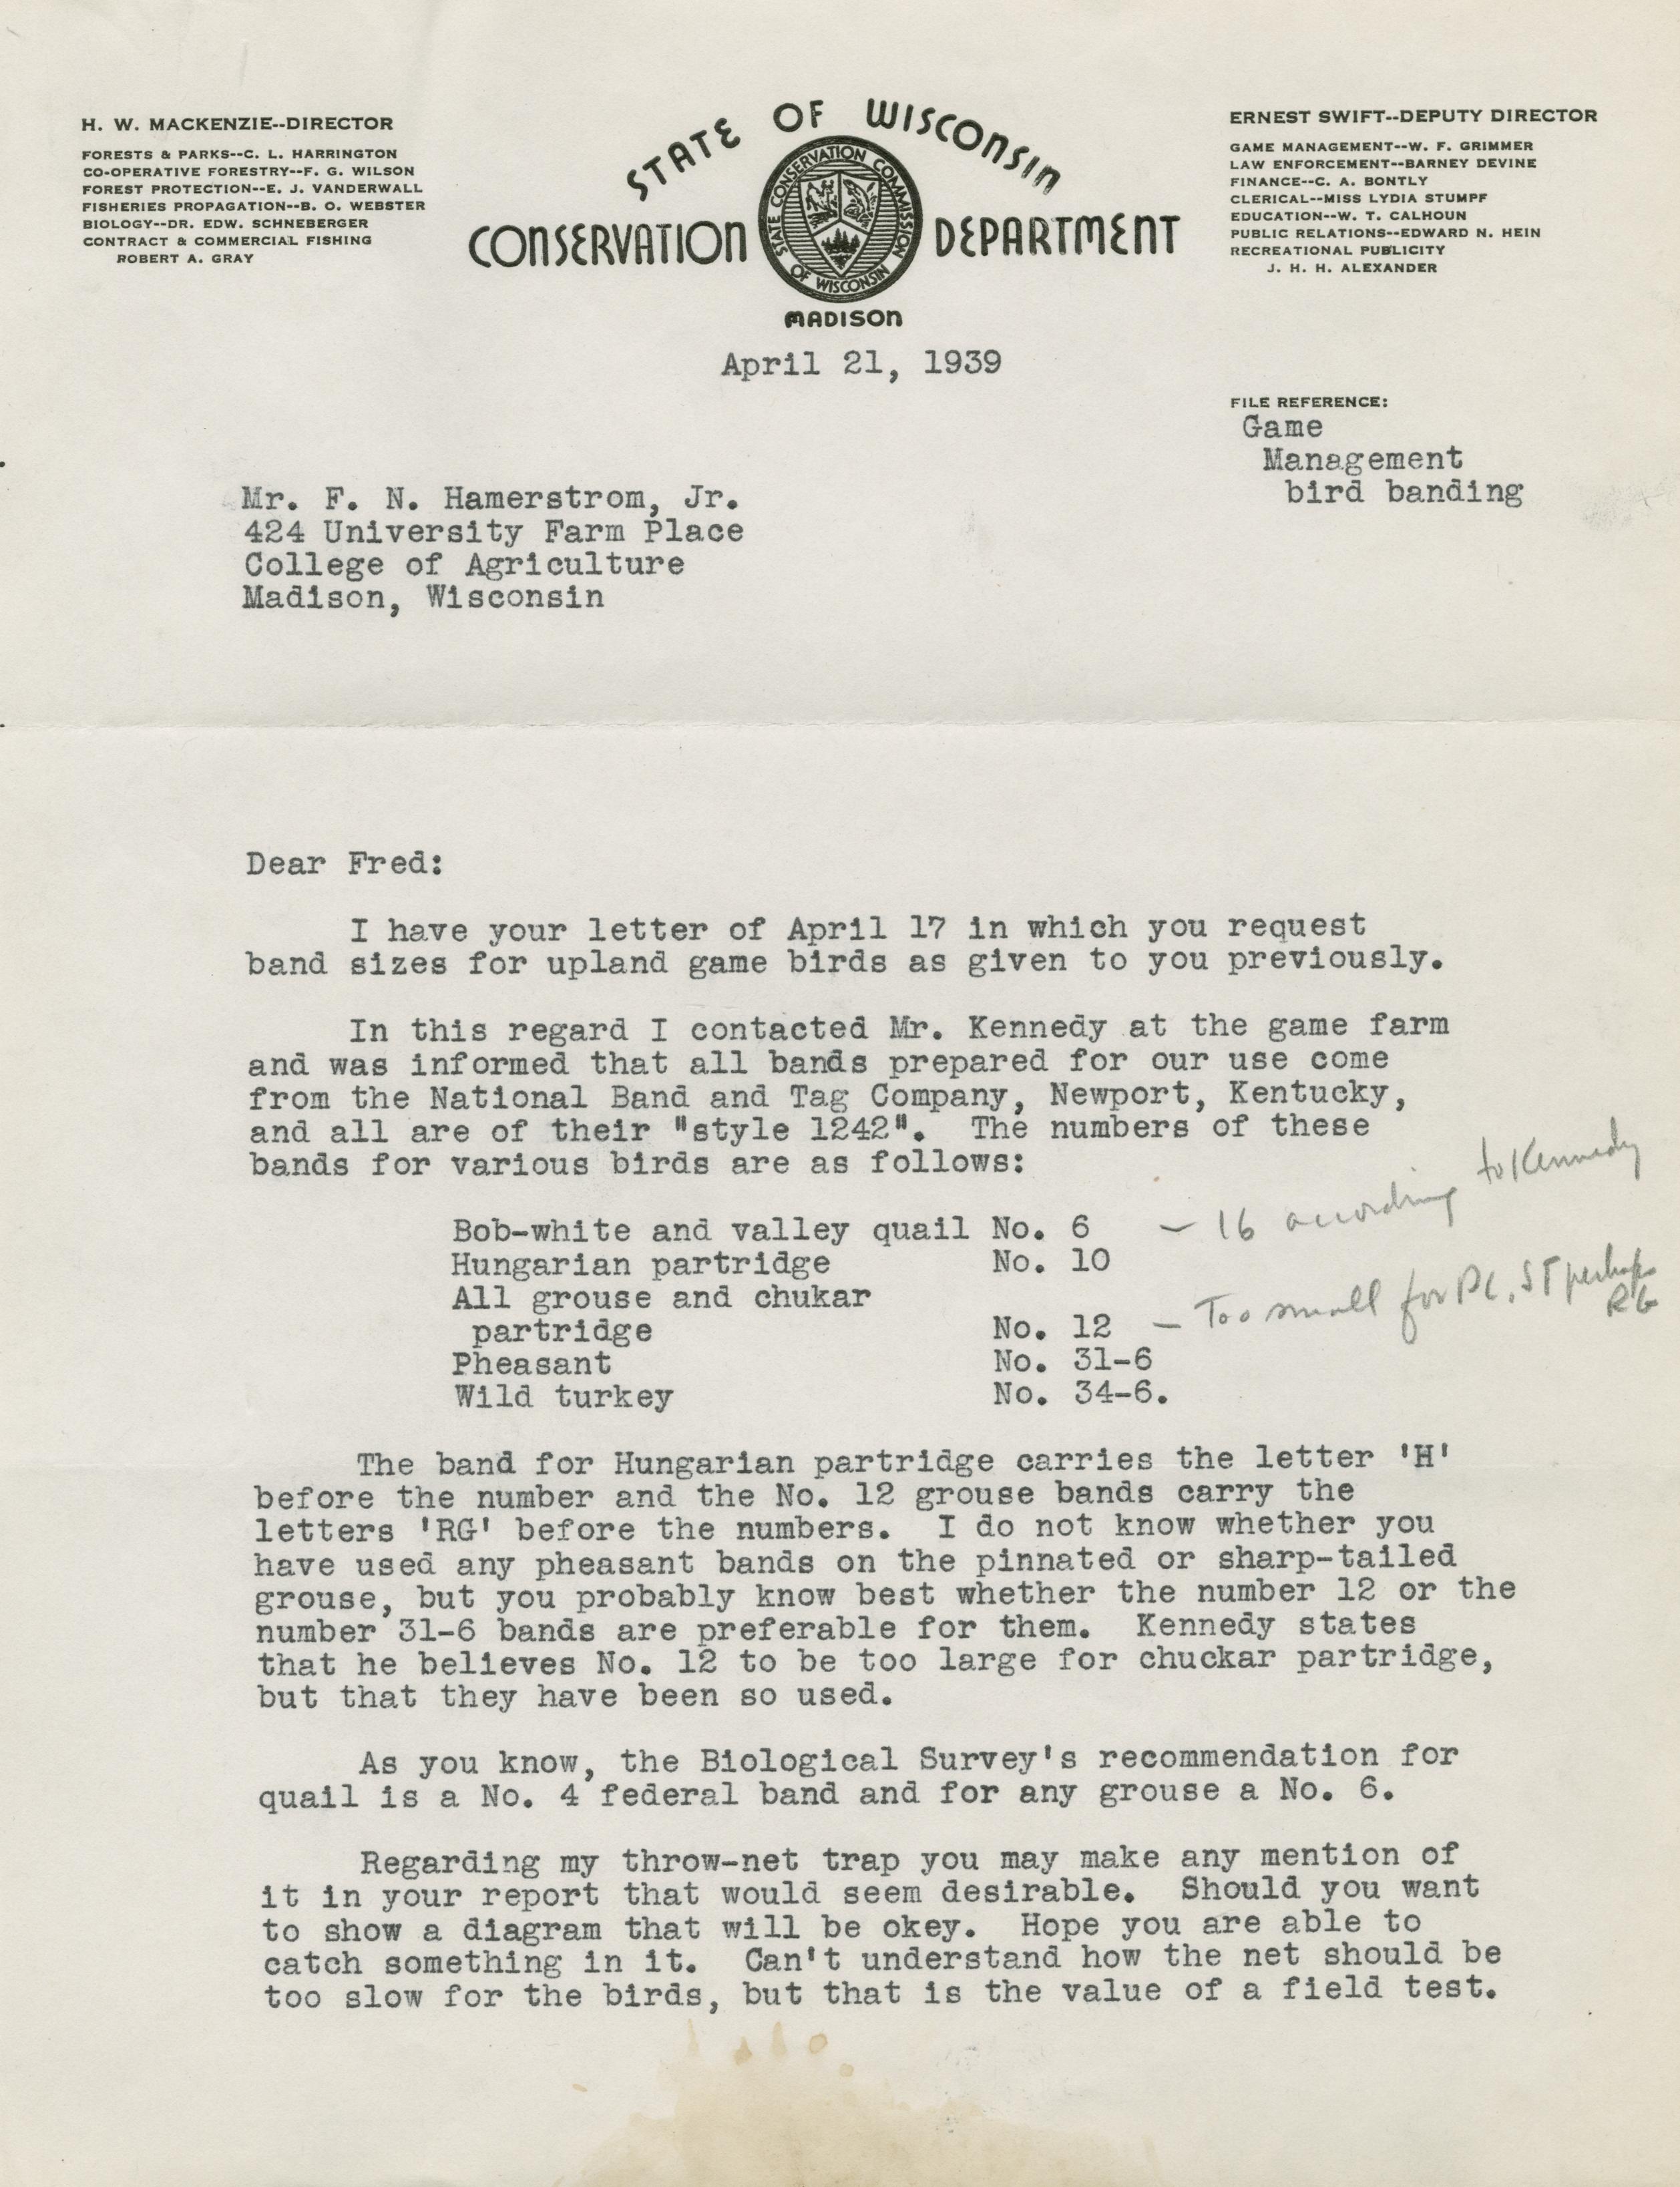 H. W. MACKENZIE--DIRECTOR
FORESTS & PARKS--C. L. HARRINGTON
CO-OPERATIVE FORESTRY--F. G. WILSON
FOREST PROTECTION--E. J. VANDERWALL
FISHERIES PROPAGATION--B. O. WEBSTER
BIOLOGY--DR. EDW. SCHNEBERGER
CONTRACT & COMMERCIAL FISHING
ROBERT A. GRAY
STATE OF WISCONSIN
CONSERVATION DEPARTMENT
STATE CONSERVATION COMMISSION
OF WISCONSIN
MADISON
ERNEST SWIFT--DEPUTY DIRECTOR
GAME MANAGEMENT--W. F. GRIMMER
LAW ENFORCEMENT--BARNEY DEVINE
FINANCE--C. A. BONTLY
CLERICAL--MISS LYDIA STUMPF
EDUCATION--W. T. CALHOUN
PUBLIC RELATIONS--EDWARD N. HEIN
RECREATIONAL PUBLICITY
J. H. H. ALEXANDER
April 21, 1939
FILE REFERENCE:
Game
Management
bird banding
Mr. F. N. Hamerstrom, Jr.
424 University Farm Place
College of Agriculture
Madison, Wisconsin
Dear Fred:
I have your letter of April 17 in which you request
band sizes for upland game birds as given to you previously.
In this regard I contacted Mr. Kennedy at the game farm
and was informed that all bands prepared for our use come
from the National Band and Tag Company, Newport, Kentucky,
and all are of their "style 1242". The numbers of these
bands for various birds are as follows:
Bob-white and valley quail No. 6 – 16 according to Kennedy
Hungarian partridge No. 10
All grouse and chukar
partridge No. 12 – Too small for PC, ST perhaps
RG
Pheasant No. 31-6
Wild turkey No. 34-6.
The band for Hungarian partridge carries the letter 'H'
before the number and the No. 12 grouse bands carry the
letters 'RG' before the numbers. I do not know whether you
have used any pheasant bands on the pinnated or sharp-tailed
grouse, but you probably know best whether the number 12 or the
number 31-6 bands are preferable for them. Kennedy states
that he believes No. 12 to be too large for chuckar partridge,
but that they have been so used.
As you know, the Biological Survey's recommendation for
quail is a No. 4 federal band and for any grouse a No. 6.
Regarding my throw-net trap you may make any mention of
it in your report that would seem desirable. Should you want
to show a diagram that will be okey. Hope you are able to
catch something in it. Can't understand how the net should be
too slow for the birds, but that is the value of a field test.